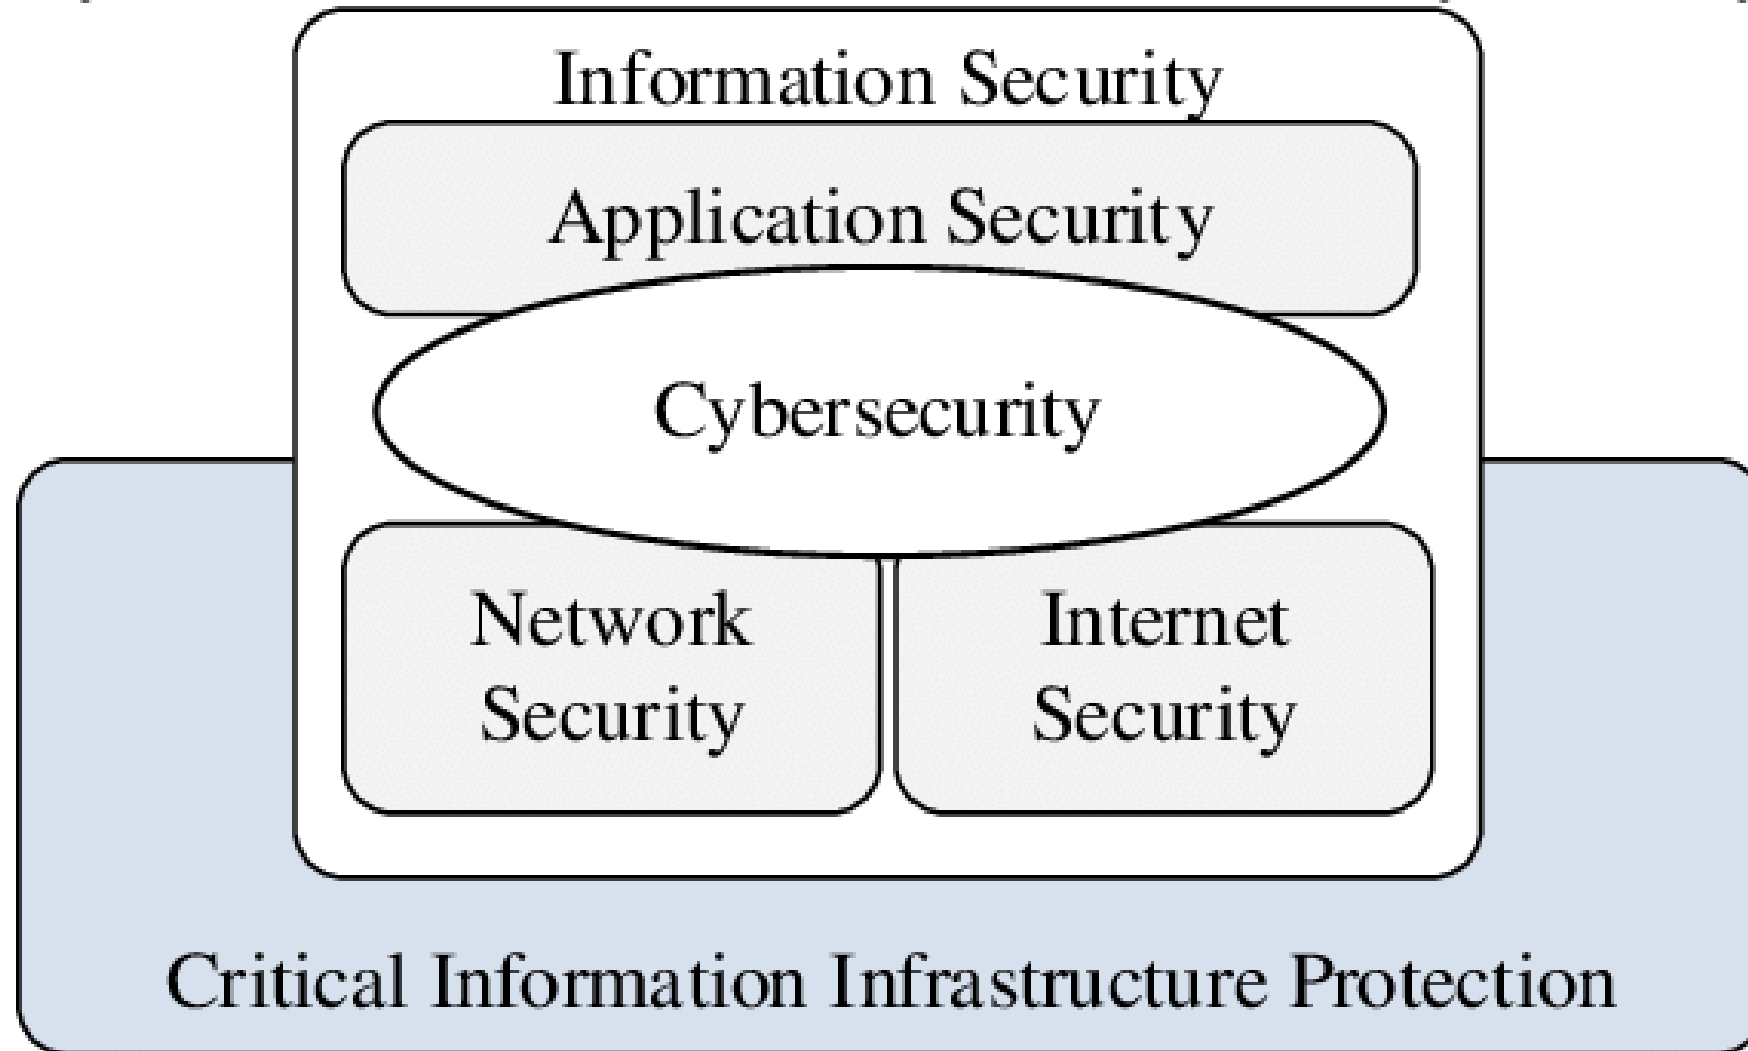 Information Security
Application Security
Cybersecurity
Network
Security
Internet
Security
Critical Information Infrastructure Protection